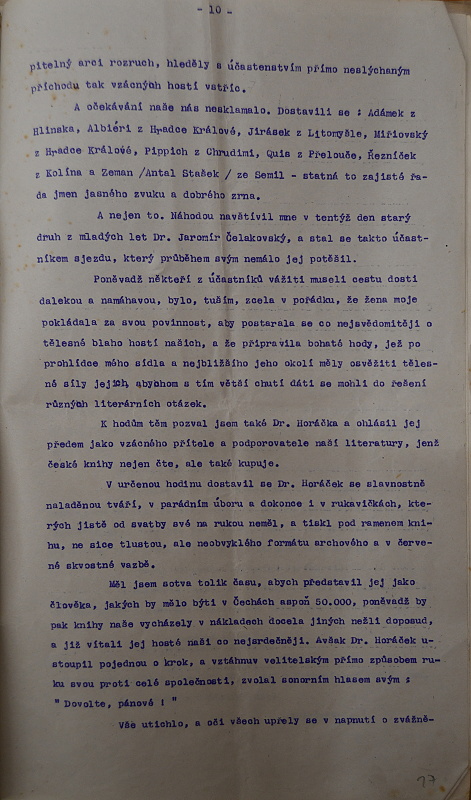 - 10 -
pitelný arci rozruch, hleděly s účastenstvím přímo neslýchaným
příchodu tak vzácných hostí vstříc.
A očekávání naše nás nesklamalo. Dostavili se : Adámek z
Hlinska, Albiéri z Hradce Králové, Jirásek z Litomyšle, Miřiovský
z Hradce Králové, Pippich z Chrudimi, Quis z Přelouče, Řezníček
z Kolína a Zeman /Antal Stašek / ze Semil - statná to zajisté řa-
da jmen jasného zvuku a dobrého zrna.
A nejen to. Náhodou navštívil mne v tentýž den starý
druh z mladých let Dr. Jaromír Čelakovský, a stal se takto účast-
níkem sjezdu, který průběhem svým nemálo jej potěšil.
Poněvadž někteří z účastníků vážiti museli cestu dosti
dalekou a namáhavou, bylo, tuším, zcela v pořádku, že žena moje
pokládala za svou povinnost, aby postarala se co nejsvědomitěji o
tělesné blaho hostí našich, a že připravila bohaté hody, jež po
prohlídce mého sídla a nejbližšího jeho okolí měly osvěžiti těles-
né síly jejich, abychom s tím větší chutí dáti se mohli do řešení
různých literárních otázek.
K hodům těm pozval jsem také Dr. Horáčka a ohlásil jej
předem jako vzácného přítele a podporovatele naší literatury, jenž
české knihy nejen čte, ale také kupuje.
V určenou hodinu dostavil se Dr. Horáček se slavnostně
naladěnou tváří, v parádním úboru a dokonce i v rukavičkách, kte-
rých jistě od svatby své na rukou neměl, a tiskl pod ramenem kni-
hu, ne sice tlustou, ale neobvyklého formátu archového a v červe-
né skvostné vazbě.
Měl jsem sotva tolik času, abych představil jej jako
člověka, jakých by mělo býti v Čechách aspoň 50.000, poněvadž by
pak knihy naše vycházely v nákladech docela jiných nežli doposud,
a již vítali jej hosté naši co nejsrdečněji. Avšak Dr. Horáček u-
stoupil pojednou o krok, a vztáhnuv velitelským přímo způsobem ru-
ku svou proti celé společnosti, zvolal sonorním hlasem svým :
" Dovolte, pánové ! "
Vše utichlo, a oči všech upřely se v napnutí o zvážně-
27